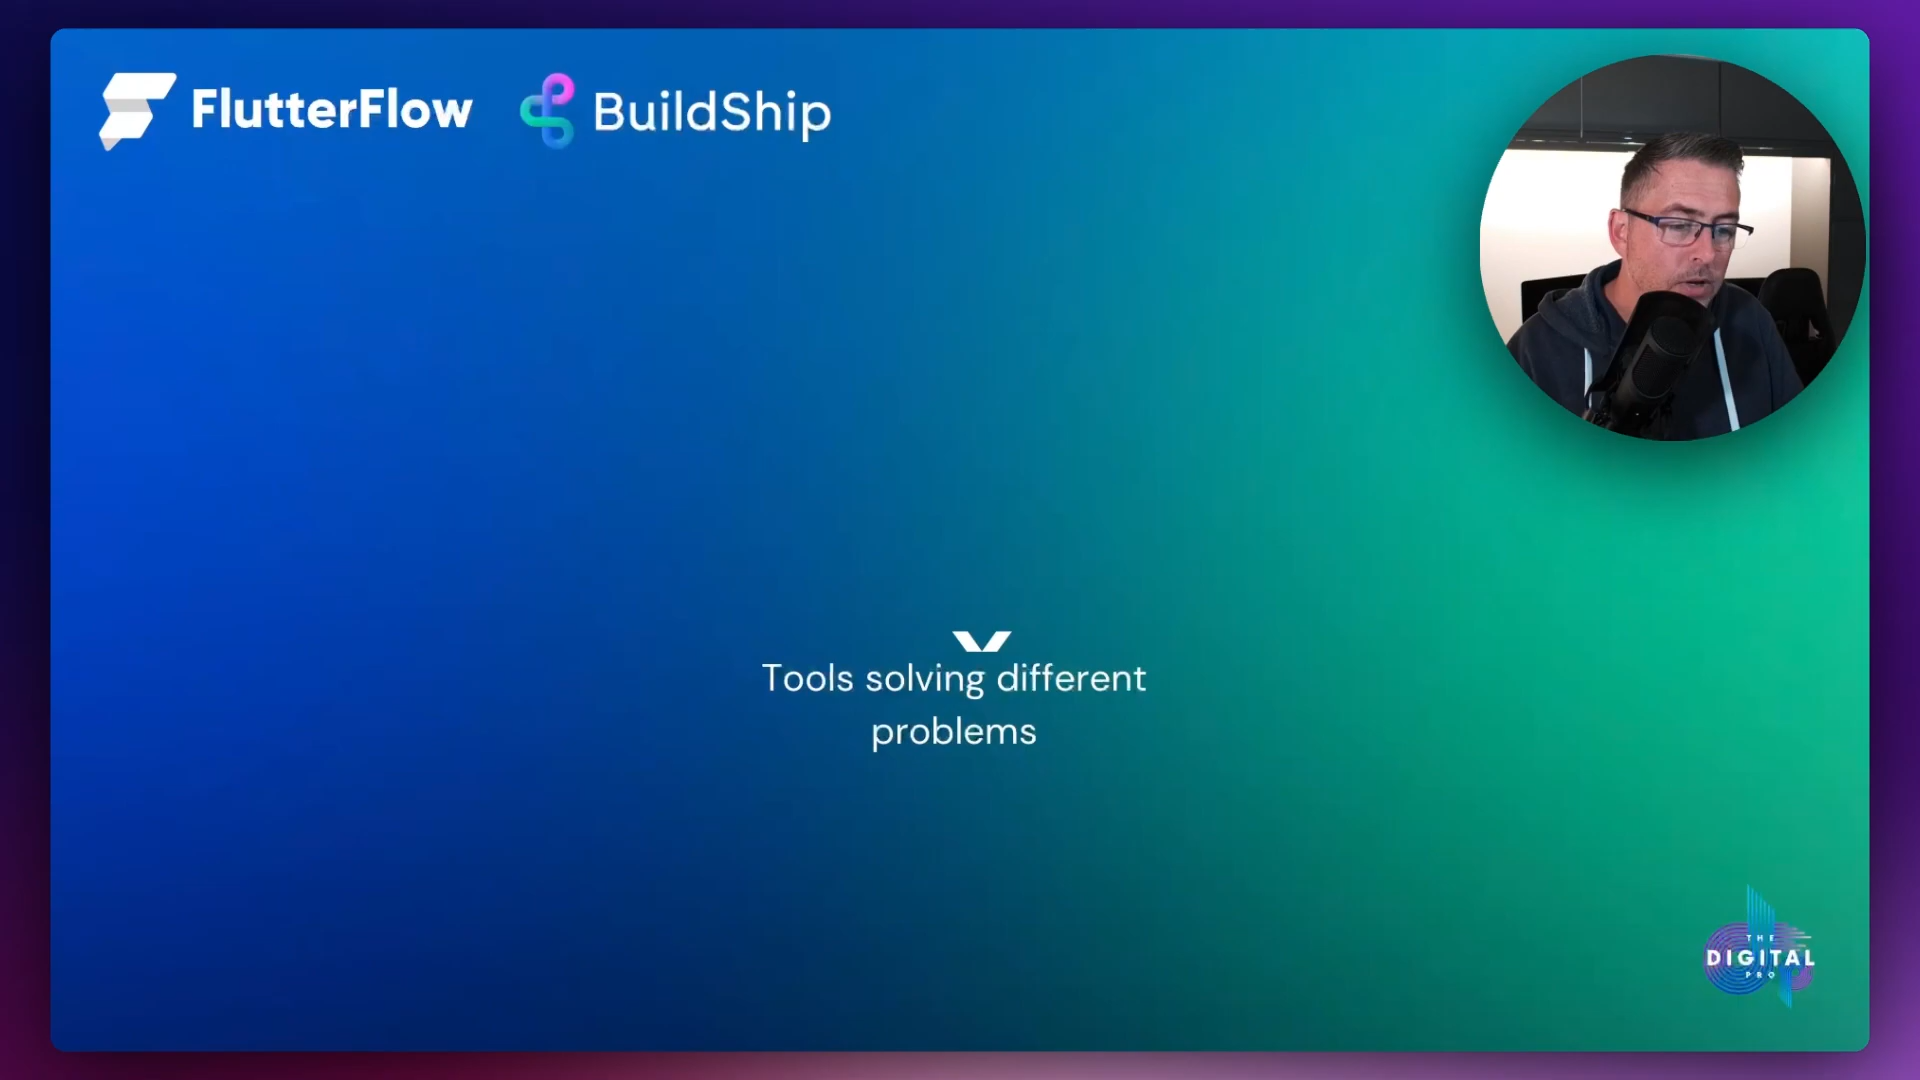 FlutterFlow
BuildShip
Tools solving different
problems
THE
DIGITAL
PRO